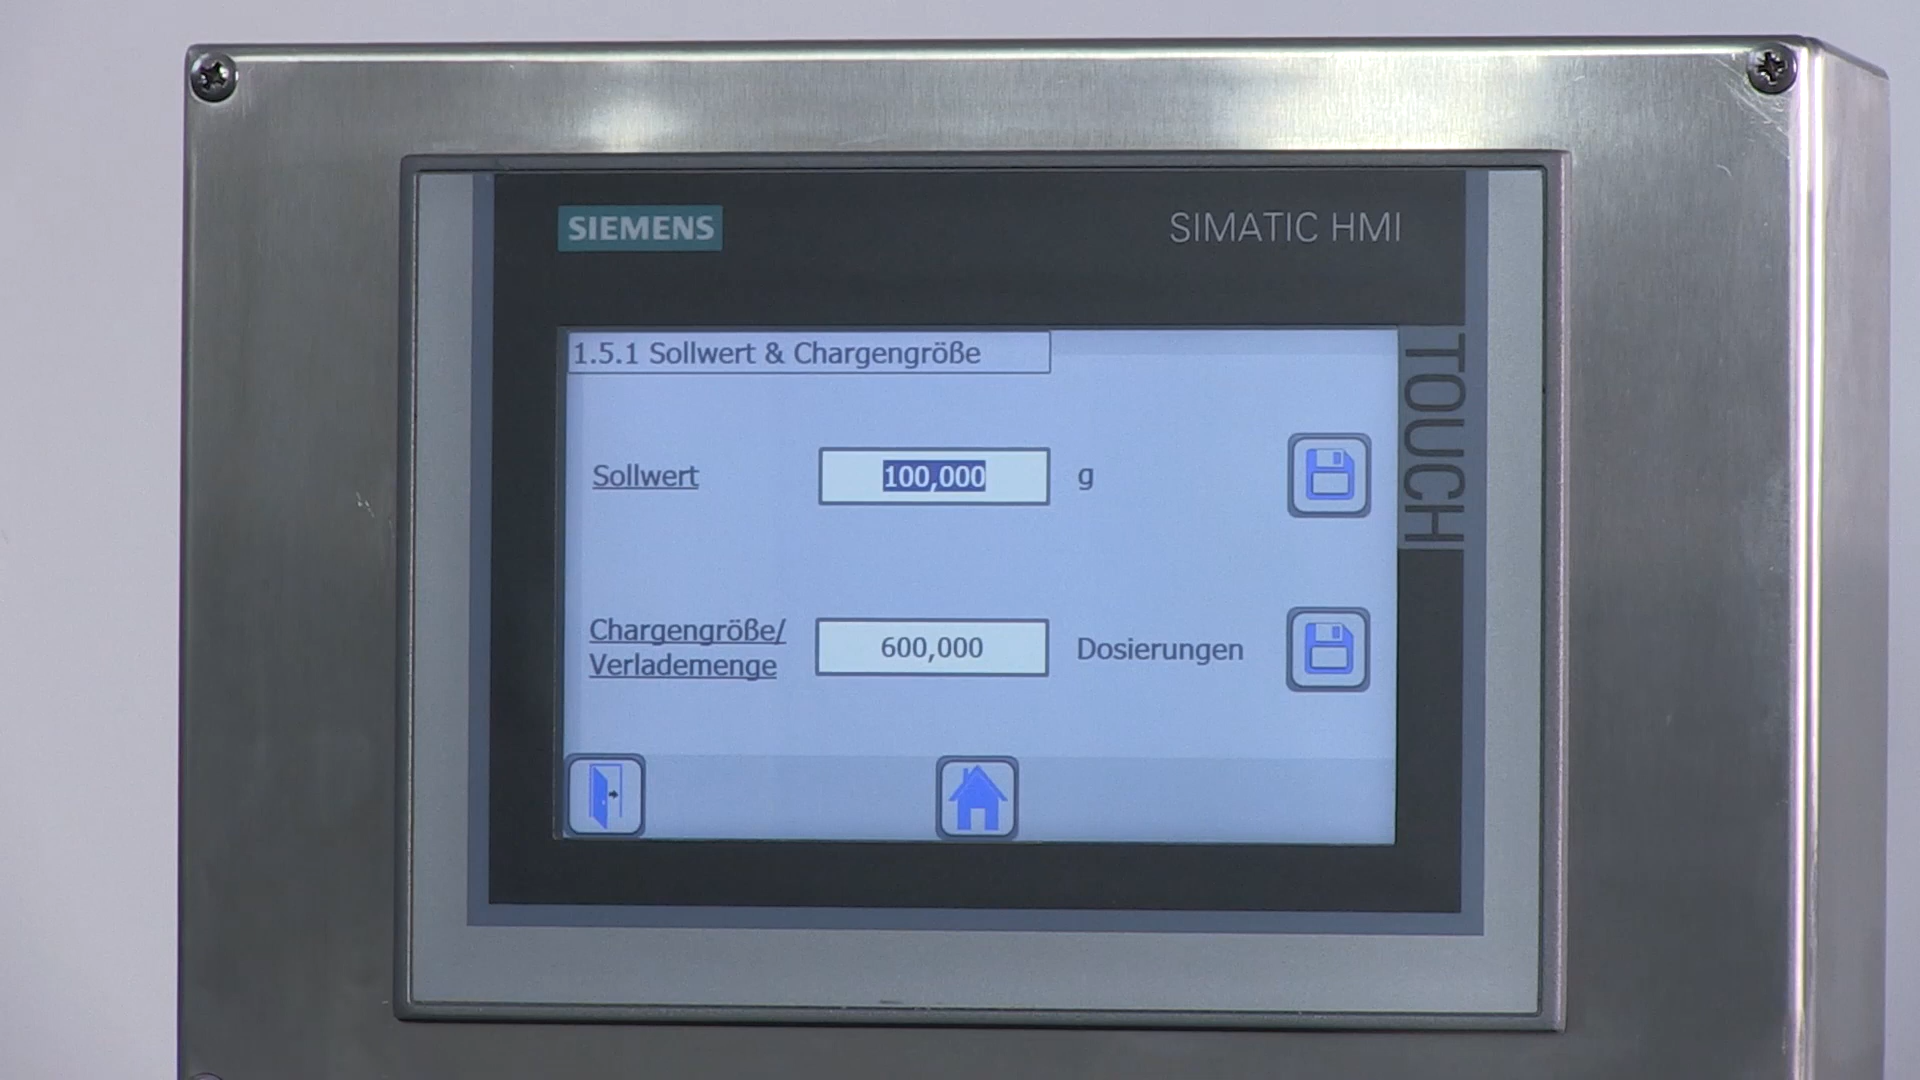 SIEMENS
SIMATIC HMI
TOUCH
1.5.1 Sollwert & Chargengröße
Sollwert 100,000 g
Chargengröße/
Verlademenge 600,000 Dosierungen